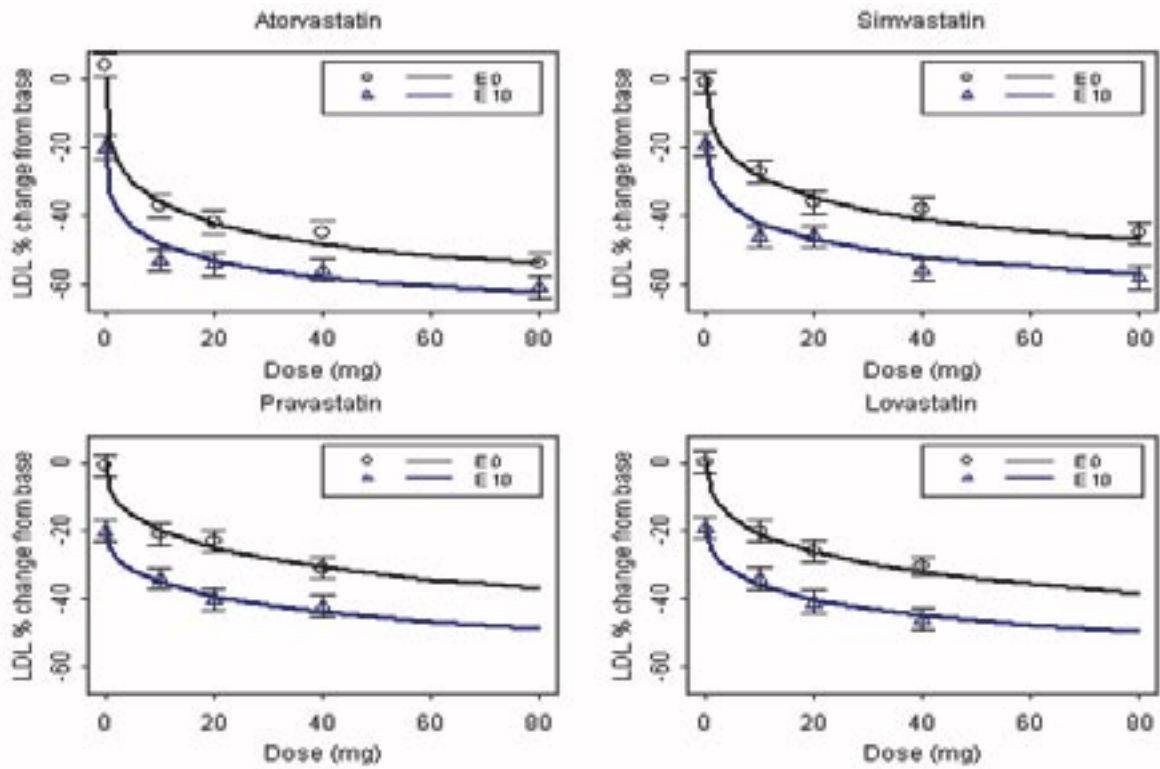 Atorvastatin
LDL % change from base
-0
-20
-40
-60
E 0
E 10
0 20 40 60 80
Dose (mg)
Simvastatin
LDL % change from base
-0
-20
-40
-60
E 0
E 10
0 20 40 60 80
Dose (mg)
Pravastatin
LDL % change from base
-0
-20
-40
-60
E 0
E 10
0 20 40 60 80
Dose (mg)
Lovastatin
LDL % change from base
-0
-20
-40
-60
E 0
E 10
0 20 40 60 80
Dose (mg)